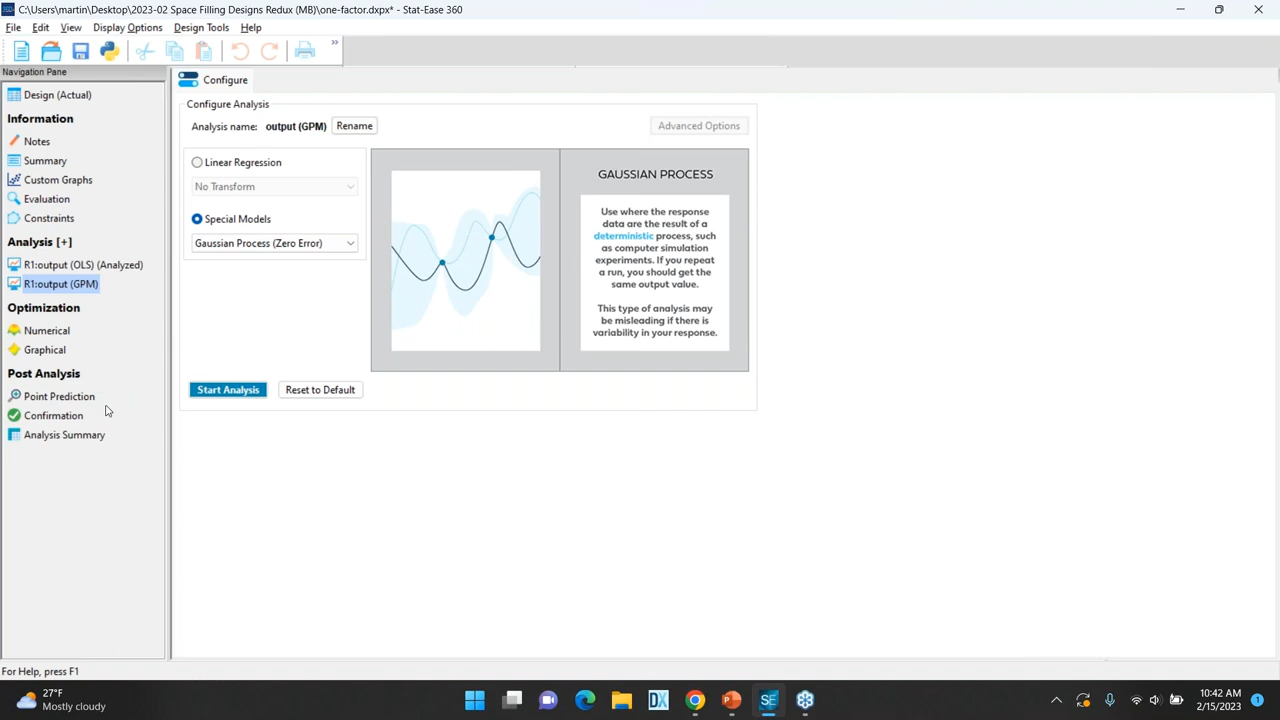 C:\Users\martin\Desktop\2023-02 Space Filling Designs Redux (MB)\one-factor.dxpx* - Stat-Ease 360
File Edit View Display Options Design Tools Help
»
Navigation Pane
Design (Actual)
Information
Notes
Summary
Custom Graphs
Evaluation
Constraints
Analysis [+]
R1:output (OLS) (Analyzed)
R1:output (GPM)
Optimization
Numerical
Graphical
Post Analysis
Point Prediction
Confirmation
Analysis Summary
Configure
Configure Analysis
Analysis name: output (GPM) Rename
Advanced Options
Linear Regression
No Transform
Special Models
Gaussian Process (Zero Error)
GAUSSIAN PROCESS
Use where the response
data are the result of a
deterministic process, such
as computer simulation
experiments. If you repeat
a run, you should get the
same output value.
This type of analysis may
be misleading if there is
variability in your response.
Start Analysis Reset to Default
For Help, press F1
27°F
Mostly cloudy
DX
SE
10:42 AM
2/15/2023
1